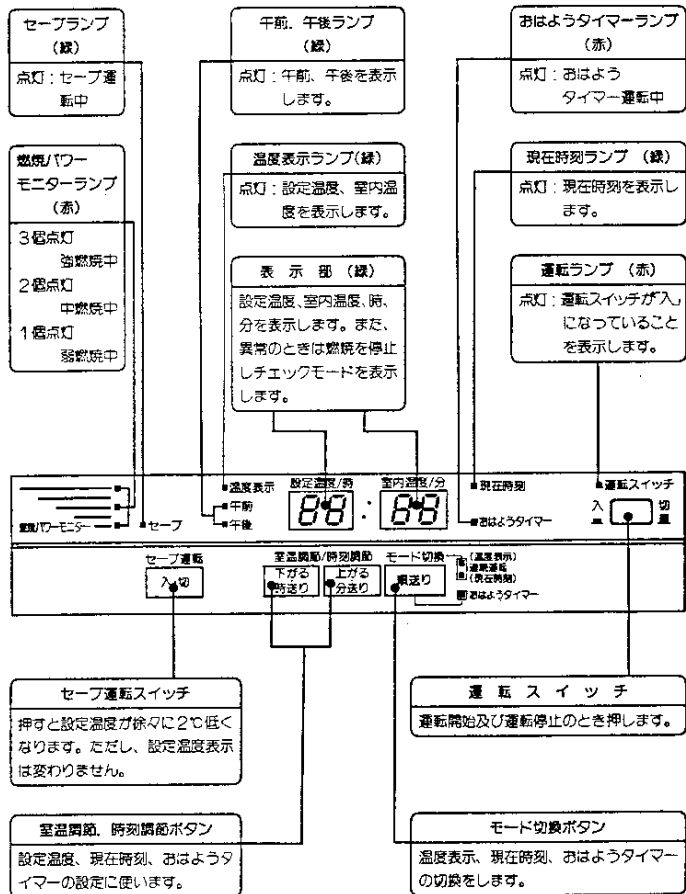 セーブランプ
(緑)
点灯：セーブ運
転中
午前、午後ランプ
(緑)
点灯：午前、午後を表示
します。
おはようタイマーランプ
(赤)
点灯：おはよう
タイマー運転中
燃焼パワー
モニターランプ
(赤)
3個点灯
強燃焼中
2個点灯
中燃焼中
1個点灯
弱燃焼中
温度表示ランプ(緑)
点灯：設定温度、室内温
度を表示します。
現在時刻ランプ (緑)
点灯：現在時刻を表示し
ます。
表示部 (緑)
設定温度、室内温度、時、
分を表示します。また、
異常のときは燃焼を停止
しチェックモードを表示
します。
運転ランプ (赤)
点灯：運転スイッチが入」
になっていること
を表示します。
温度表示
設定温度/時
室内温度/分
現在時刻
運転スイッチ
午前
88:88
入
切
燃焼パワーモニター
セーブ
午後
おはようタイマー
セーブ運転
室温調節/時刻調節
モード切換
(温度表示)
連続運転
(現在時刻)
入・切
下がる
時送り
上がる
分送り
順送り
おはようタイマー
セーブ運転スイッチ
押すと設定温度が徐々に2℃低く
なります。ただし、設定温度表示
は変わりません。
運転スイッチ
運転開始及び運転停止のとき押します。
室温調節、時刻調節ボタン
設定温度、現在時刻、おはようタ
イマーの設定に使います。
モード切換ボタン
温度表示、現在時刻、おはようタイマー
の切換をします。